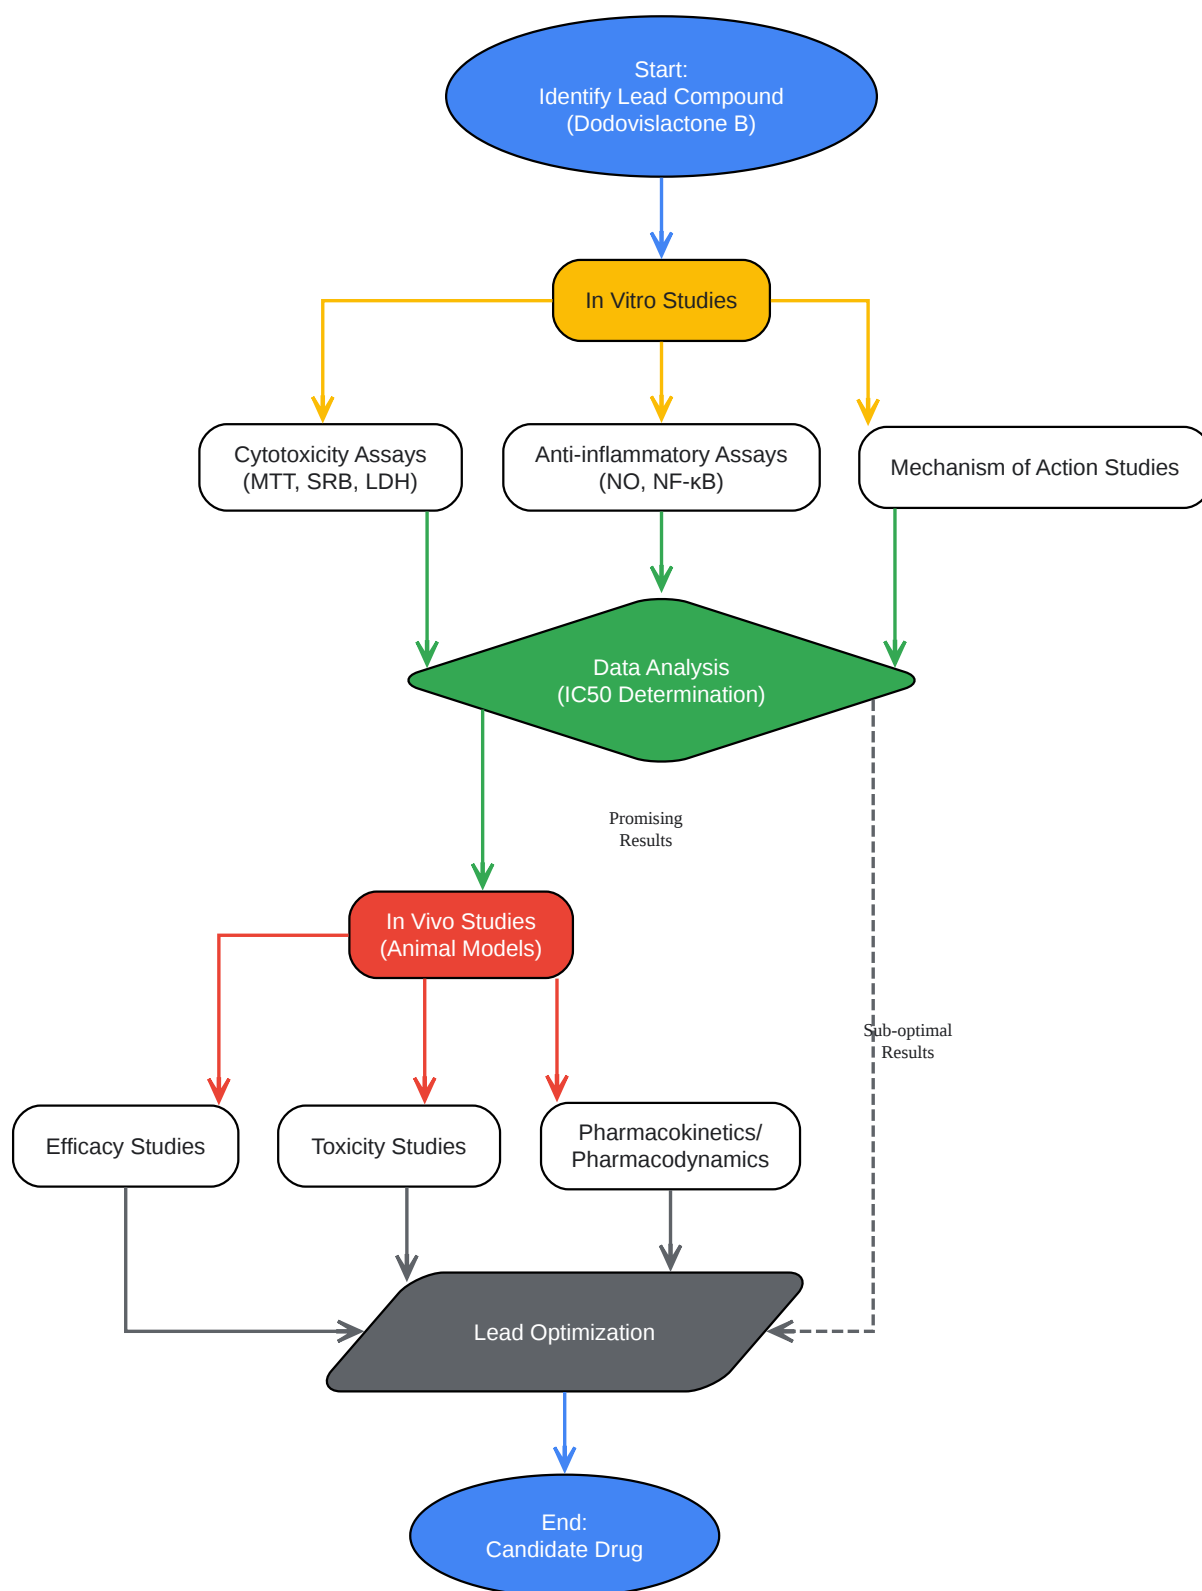 Start:
Identify Lead Compound
(Dodovislactone B)
In Vitro Studies
Cytotoxicity Assays
(MTT, SRB, LDH)
Anti-inflammatory Assays
(NO, NF-κB)
Mechanism of Action Studies
Data Analysis
(IC50 Determination)
Promising
Results
In Vivo Studies
(Animal Models)
Sub-optimal
Results
Efficacy Studies
Toxicity Studies
Pharmacokinetics/
Pharmacodynamics
Lead Optimization
End:
Candidate Drug